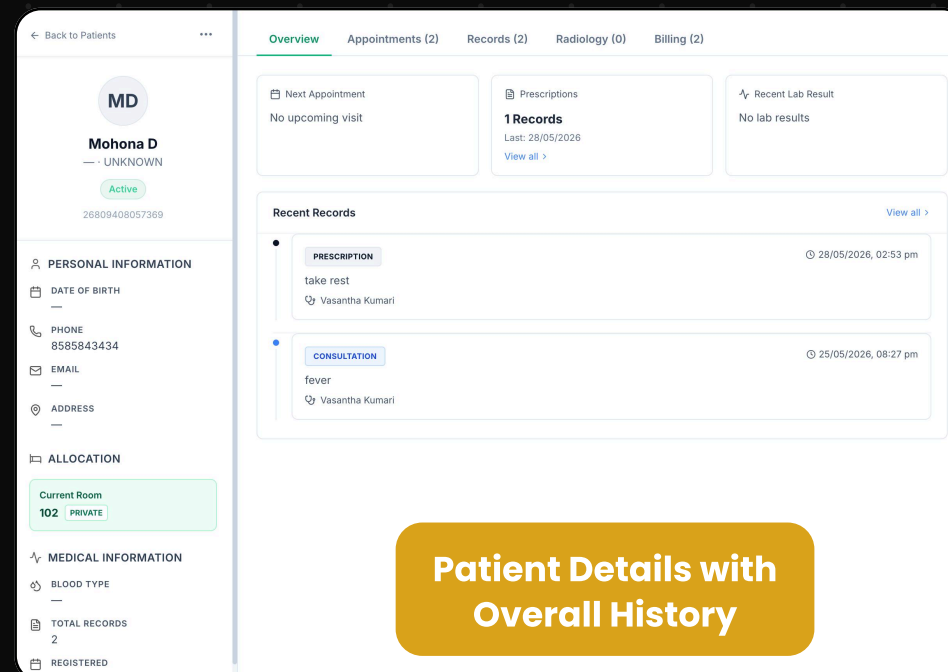 Back to Patients
...
MD
Mohona D
— · UNKNOWN
Active
26809408057369
PERSONAL INFORMATION
DATE OF BIRTH
—
PHONE
8585843434
EMAIL
—
ADDRESS
—
ALLOCATION
Current Room
102 PRIVATE
MEDICAL INFORMATION
BLOOD TYPE
—
TOTAL RECORDS
2
REGISTERED
Overview Appointments (2) Records (2) Radiology (0) Billing (2)
Next Appointment
No upcoming visit
Prescriptions
1 Records
Last: 28/05/2026
View all >
Recent Lab Result
No lab results
Recent Records View all >
PRESCRIPTION 28/05/2026, 02:53 pm
take rest
Vasantha Kumari
CONSULTATION 25/05/2026, 08:27 pm
fever
Vasantha Kumari
Patient Details with
Overall History